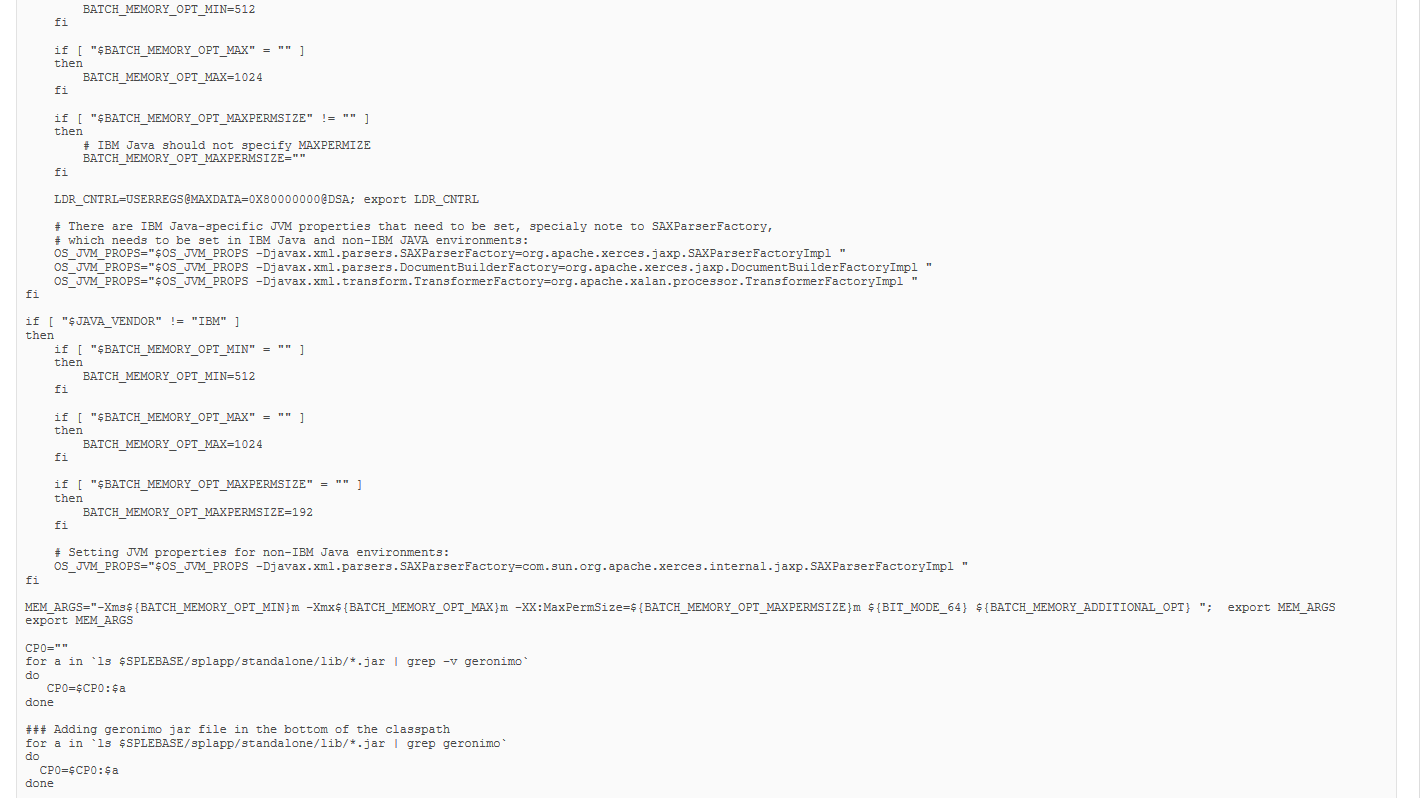 BATCH_MEMORY_OPT_MIN=512
fi
if [ "$BATCH_MEMORY_OPT_MAX" = "" ]
then
BATCH_MEMORY_OPT_MAX=1024
fi
if [ "$BATCH_MEMORY_OPT_MAXPERMSIZE" != "" ]
then
# IBM Java should not specify MAXPERMIZE
BATCH_MEMORY_OPT_MAXPERMSIZE=""
fi
LDR_CNTRL=USERREGS@MAXDATA=0X80000000@DSA; export LDR_CNTRL
# There are IBM Java-specific JVM properties that need to be set, specialy note to SAXParserFactory,
# which needs to be set in IBM Java and non-IBM JAVA environments:
OS_JVM_PROPS="$OS_JVM_PROPS -Djavax.xml.parsers.SAXParserFactory=org.apache.xerces.jaxp.SAXParserFactoryImpl "
OS_JVM_PROPS="$OS_JVM_PROPS -Djavax.xml.parsers.DocumentBuilderFactory=org.apache.xerces.jaxp.DocumentBuilderFactoryImpl "
OS_JVM_PROPS="$OS_JVM_PROPS -Djavax.xml.transform.TransformerFactory=org.apache.xalan.processor.TransformerFactoryImpl "
fi
if [ "$JAVA_VENDOR" != "IBM" ]
then
if [ "$BATCH_MEMORY_OPT_MIN" = "" ]
then
BATCH_MEMORY_OPT_MIN=512
fi
if [ "$BATCH_MEMORY_OPT_MAX" = "" ]
then
BATCH_MEMORY_OPT_MAX=1024
fi
if [ "$BATCH_MEMORY_OPT_MAXPERMSIZE" = "" ]
then
BATCH_MEMORY_OPT_MAXPERMSIZE=192
fi
# Setting JVM properties for non-IBM Java environments:
OS_JVM_PROPS="$OS_JVM_PROPS -Djavax.xml.parsers.SAXParserFactory=com.sun.org.apache.xerces.internal.jaxp.SAXParserFactoryImpl "
fi
MEM_ARGS="-Xms${BATCH_MEMORY_OPT_MIN}m -Xmx${BATCH_MEMORY_OPT_MAX}m -XX:MaxPermSize=${BATCH_MEMORY_OPT_MAXPERMSIZE}m ${BIT_MODE_64} ${BATCH_MEMORY_ADDITIONAL_OPT} ";  export MEM_ARGS
export MEM_ARGS
CP0=""
for a in `ls $SPLEBASE/splapp/standalone/lib/*.jar | grep -v geronimo`
do
CP0=$CP0:$a
done
### Adding geronimo jar file in the bottom of the classpath
for a in `ls $SPLEBASE/splapp/standalone/lib/*.jar | grep geronimo`
do
CP0=$CP0:$a
done